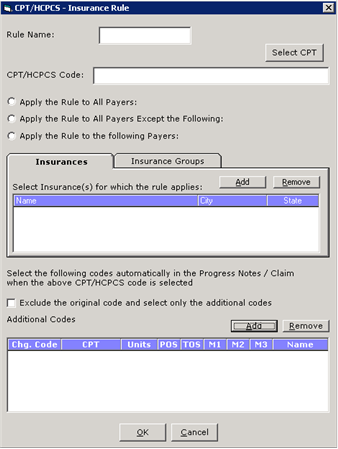 CPT/HCPCS - Insurance Rule
Rule Name:
Select CPT
CPT/HCPCS Code:
Apply the Rule to All Payers:
Apply the Rule to All Payers Except the Following:
Apply the Rule to the following Payers:
Insurances Insurance Groups
Select Insurance(s) for which the rule applies: Add Remove
Name City State
Select the following codes automatically in the Progress Notes / Claim
when the above CPT/HCPCS code is selected
Exclude the original code and select only the additional codes
Additional Codes
Add Remove
Chg. Code CPT Units POS TOS M1 M2 M3 Name
OK Cancel